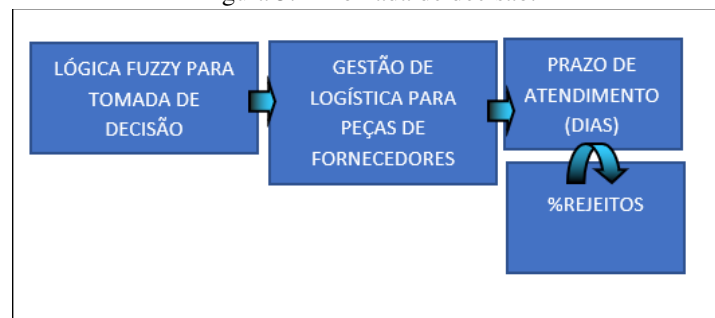 LÓGICA FUZZY PARA
TOMADA DE
DECISÃO
GESTÃO DE
LOGÍSTICA PARA
PEÇAS DE
FORNECEDORES
PRAZO DE
ATENDIMENTO
(DIAS)
%REJEITOS